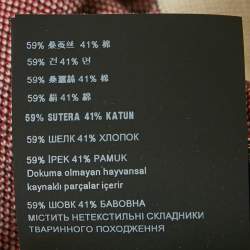 59% 桑蚕丝 41% 棉
59% 견 41% 면
59% 桑蠶絲 41% 棉
59% 絹 41% 綿
59% SUTERA 41% KATUN
59% ШЕЛК 41% ХЛОПОК
59% İPEK 41% PAMUK
Dokuma olmayan hayvansal
kaynaklı parçalar içerir
59% ШОВК 41% БАВОВНА
МІСТИТЬ НЕТЕКСТИЛЬНІ СКЛАДНИКИ
ТВАРИННОГО ПОХОДЖЕННЯ